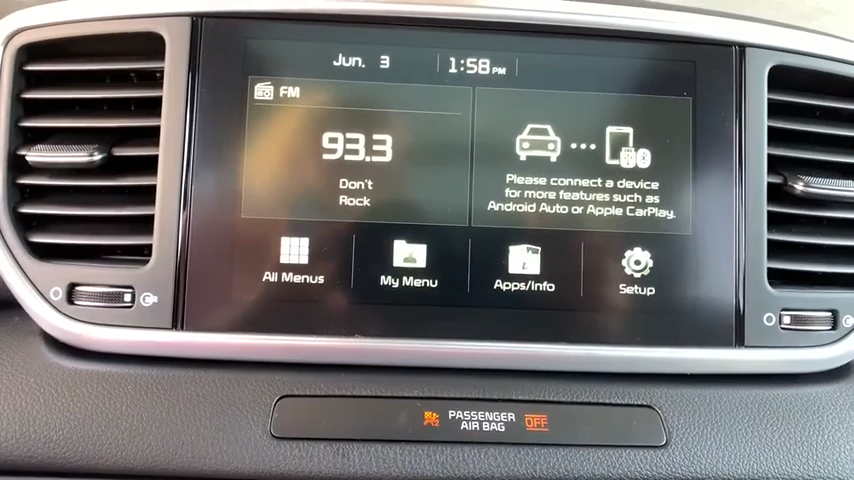 Jun. 3
1:58 PM
FM
93.3
Don't
Rock
Please connect a device
for more features such as
Android Auto or Apple CarPlay.
All Menus
My Menu
Apps/Info
Setup
PASSENGER
AIR BAG
OFF